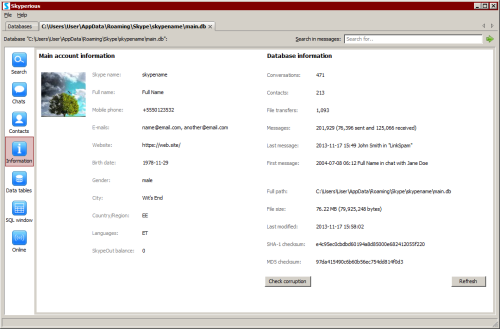 Skyperious
File Help
Databases C:\Users\User\AppData\Roaming\Skype\skypename\main.db
Database "C:\Users\User\AppData\Roaming\Skype\skypename\main.db": Search in messages: Search for...
Search
Chats
Contacts
Information
Data tables
SQL window
Online
Main account information
Skype name: skypename
Full name: Full Name
Mobile phone: +5550123532
E-mails: name@email.com, another@email.com
Website: https://web.site/
Birth date: 1978-11-29
Gender: male
City: Wit's End
Country/Region: EE
Languages: ET
SkypeOut balance: 0
Database information
Conversations: 471
Contacts: 213
File transfers: 1,093
Messages: 201,929 (76,396 sent and 125,066 received)
Last message: 2013-11-17 15:49 John Smith in "LinkSpam"
First message: 2004-07-08 06:12 Full Name in chat with Jane Doe
Full path: C:\Users\User\AppData\Roaming\Skype\skypename\main.db
File size: 76.22 MB (79,925,248 bytes)
Last modified: 2013-11-17 15:58:02
SHA-1 checksum:
MD5 checksum:
Check corruption Refresh